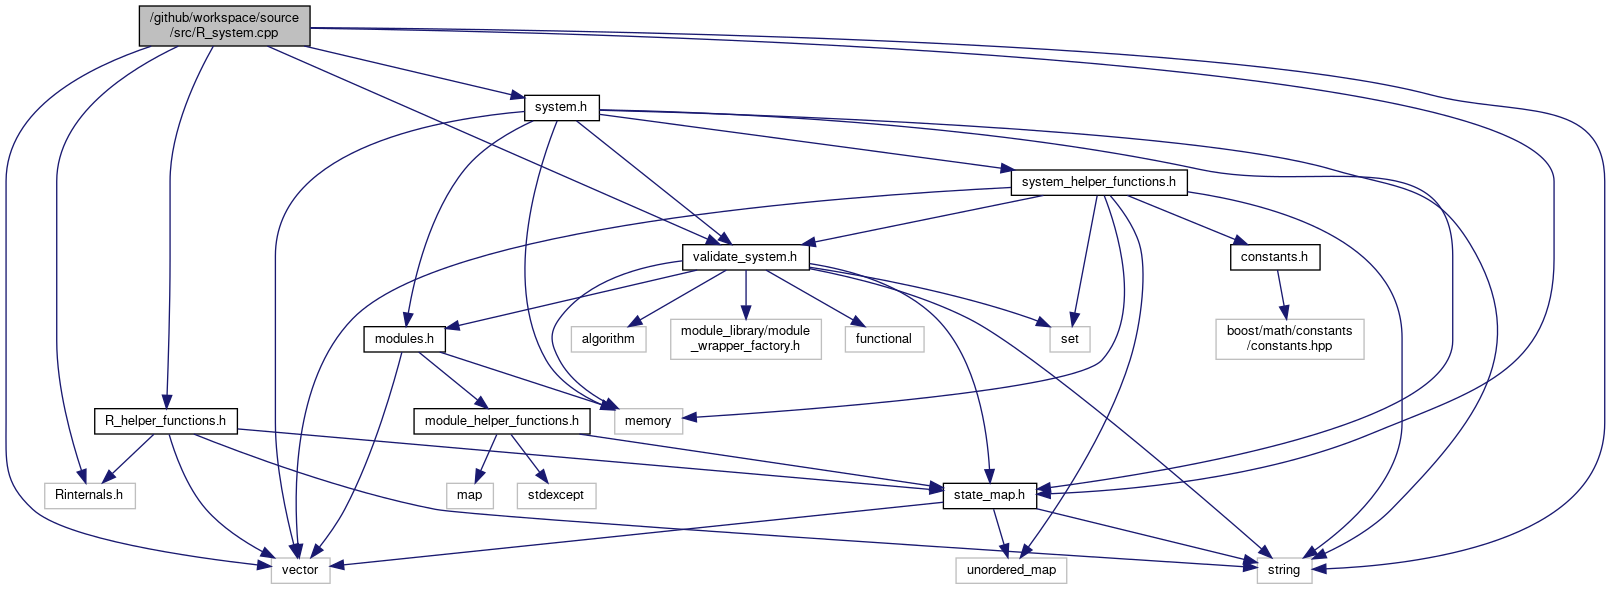 /github/workspace/source
/src/R_system.cpp
system.h
system_helper_functions.h
validate_system.h
constants.h
modules.h
algorithm
module_library/module
_wrapper_factory.h
functional
set
boost/math/constants
/constants.hpp
R_helper_functions.h
module_helper_functions.h
memory
Rinternals.h
map
stdexcept
state_map.h
vector
unordered_map
string